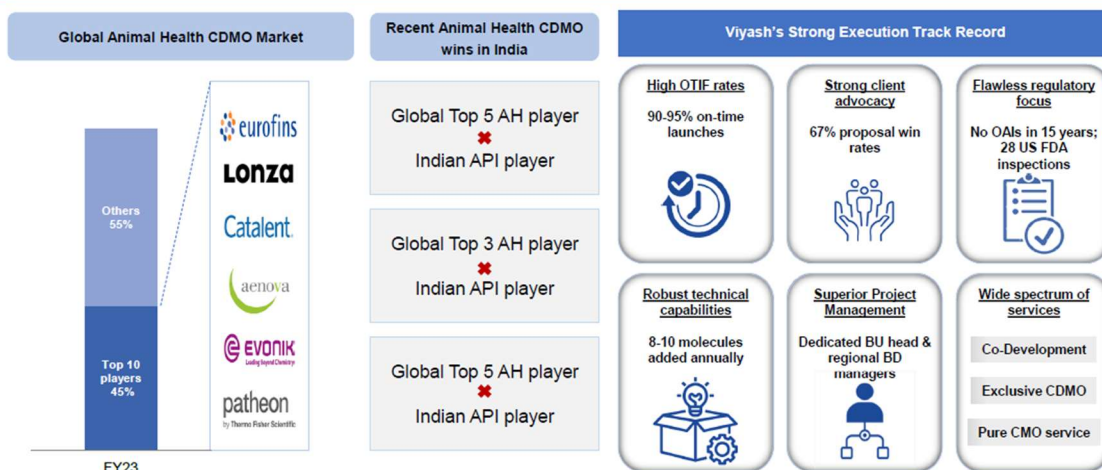 Global Animal Health CDMO Market
Others
55%
Top 10
players
45%
FY23
eurofins
Lonza
Catalent.
aenova
EVONIK
Leading Beyond Chemistry
patheon
by Thermo Fisher Scientific
Recent Animal Health CDMO
wins in India
Global Top 5 AH player
✖
Indian API player
Global Top 3 AH player
✖
Indian API player
Global Top 5 AH player
✖
Indian API player
Viyash's Strong Execution Track Record
High OTIF rates
90-95% on-time
launches
Strong client
advocacy
67% proposal win
rates
Flawless regulatory
focus
No OAIs in 15 years;
28 US FDA
inspections
Robust technical
capabilities
8-10 molecules
added annually
Superior Project
Management
Dedicated BU head &
regional BD
managers
Wide spectrum of
services
Co-Development
Exclusive CDMO
Pure CMO service